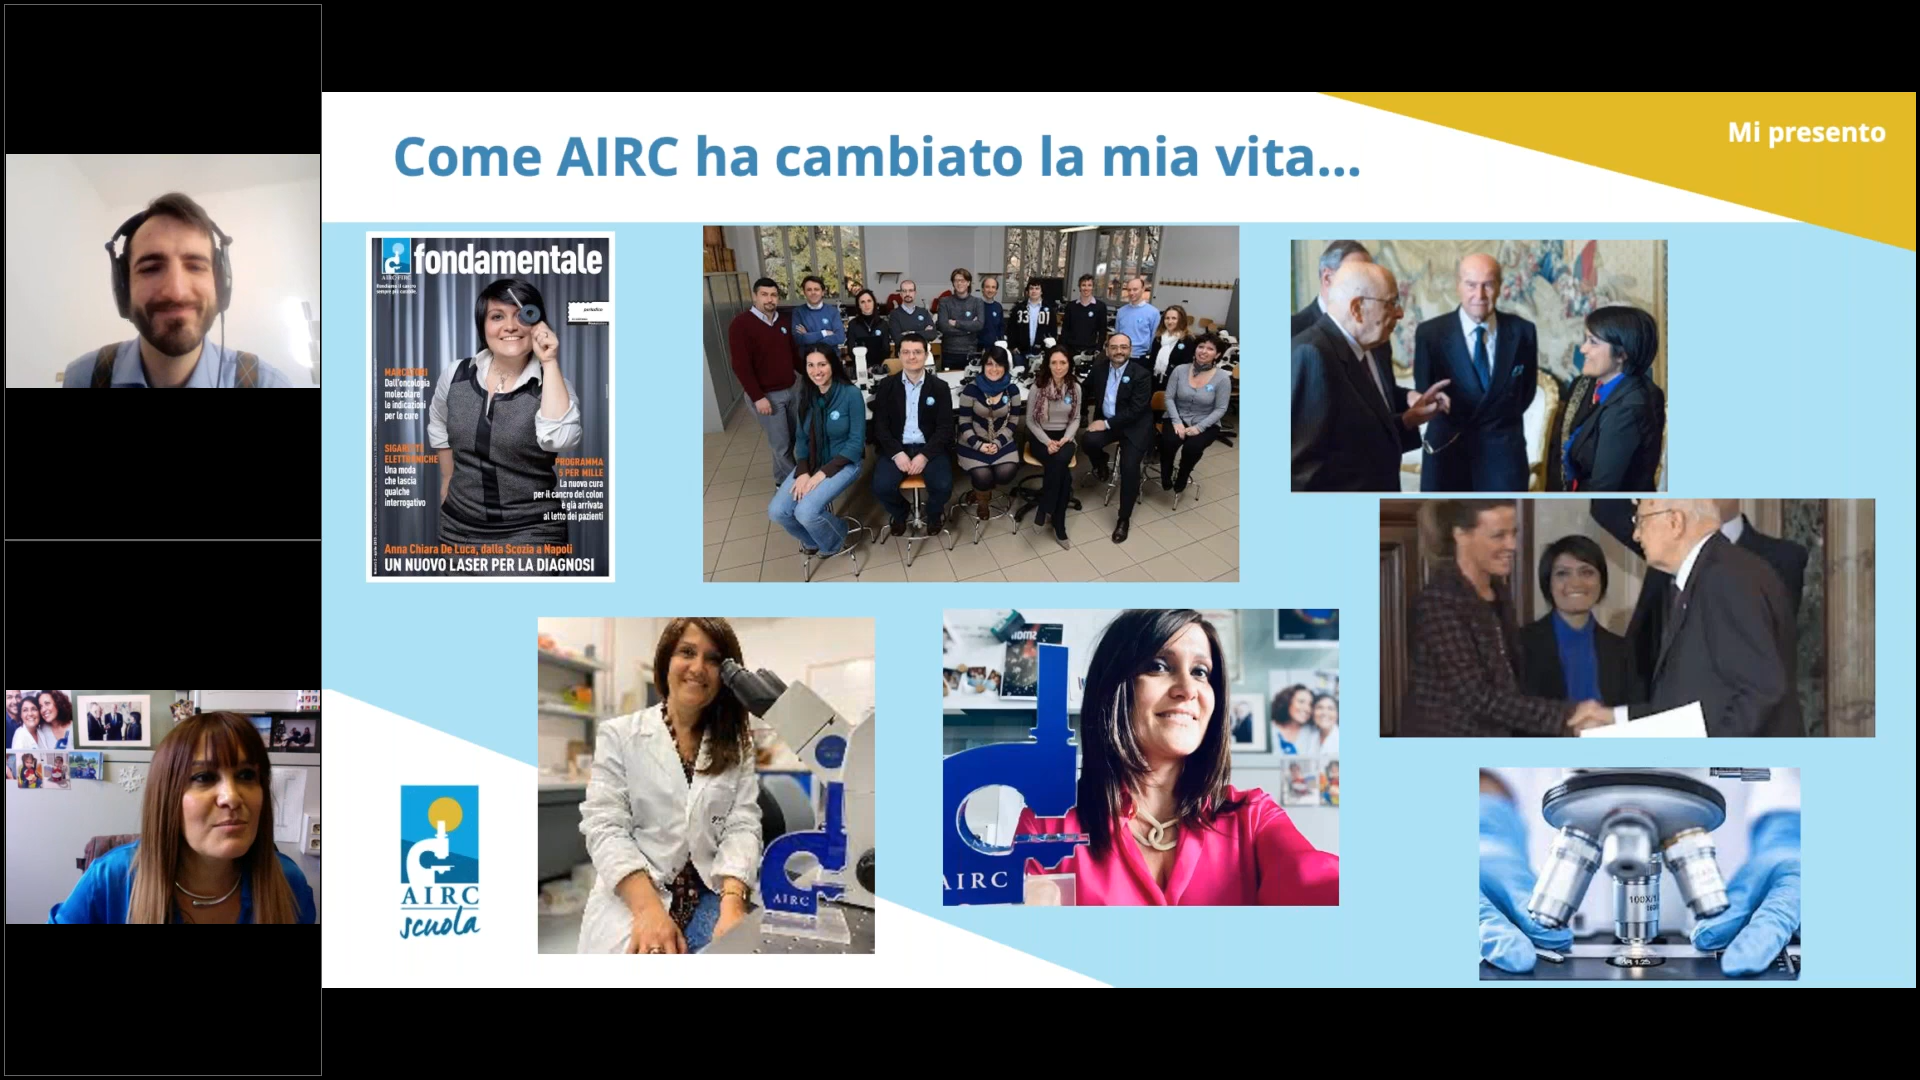 Come AIRC ha cambiato la mia vita...
Mi presento
fondamentale
MARCATORI
Dall'oncologia
molecolare
le indicazioni
per le cure
SIGARETTE
ELETTRONICHE
Una moda
che lascia
qualche
interrogativo
PROGRAMMA
5 PER MILLE
La nuova cura
per il cancro del colon
è già arrivata
al letto dei pazienti
Anna Chiara De Luca, dalla Scozia a Napoli
UN NUOVO LASER PER LA DIAGNOSI
AIRC
AIRC
100X/1.
AIRC
scuola